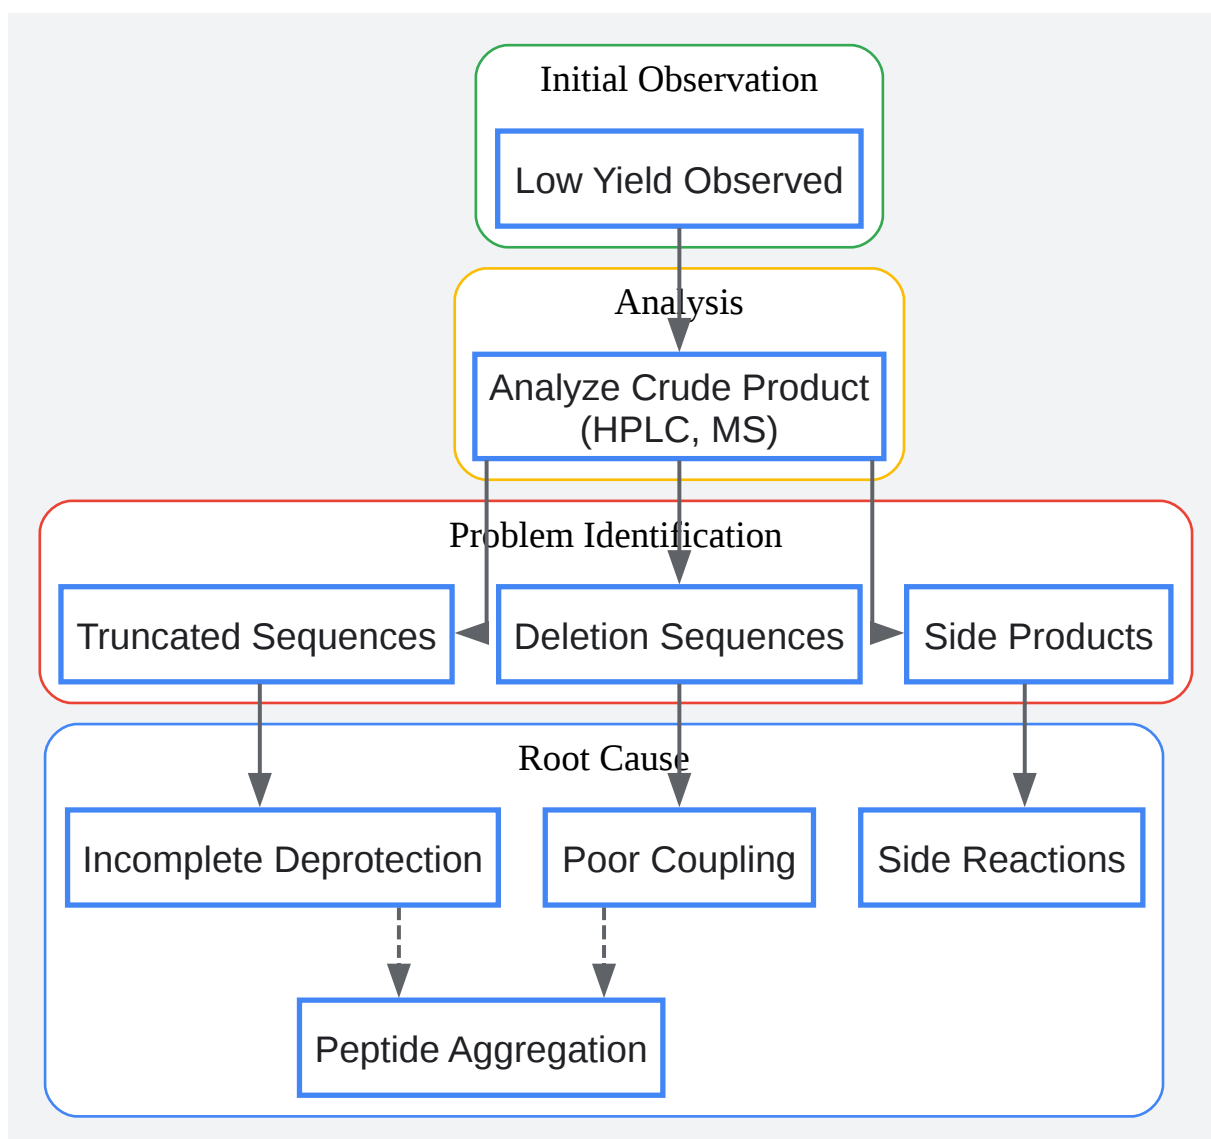 Initial Observation
Low Yield Observed
Analysis
Analyze Crude Product
(HPLC, MS)
Problem Identification
Truncated Sequences
Deletion Sequences
Side Products
Root Cause
Incomplete Deprotection
Poor Coupling
Side Reactions
Peptide Aggregation